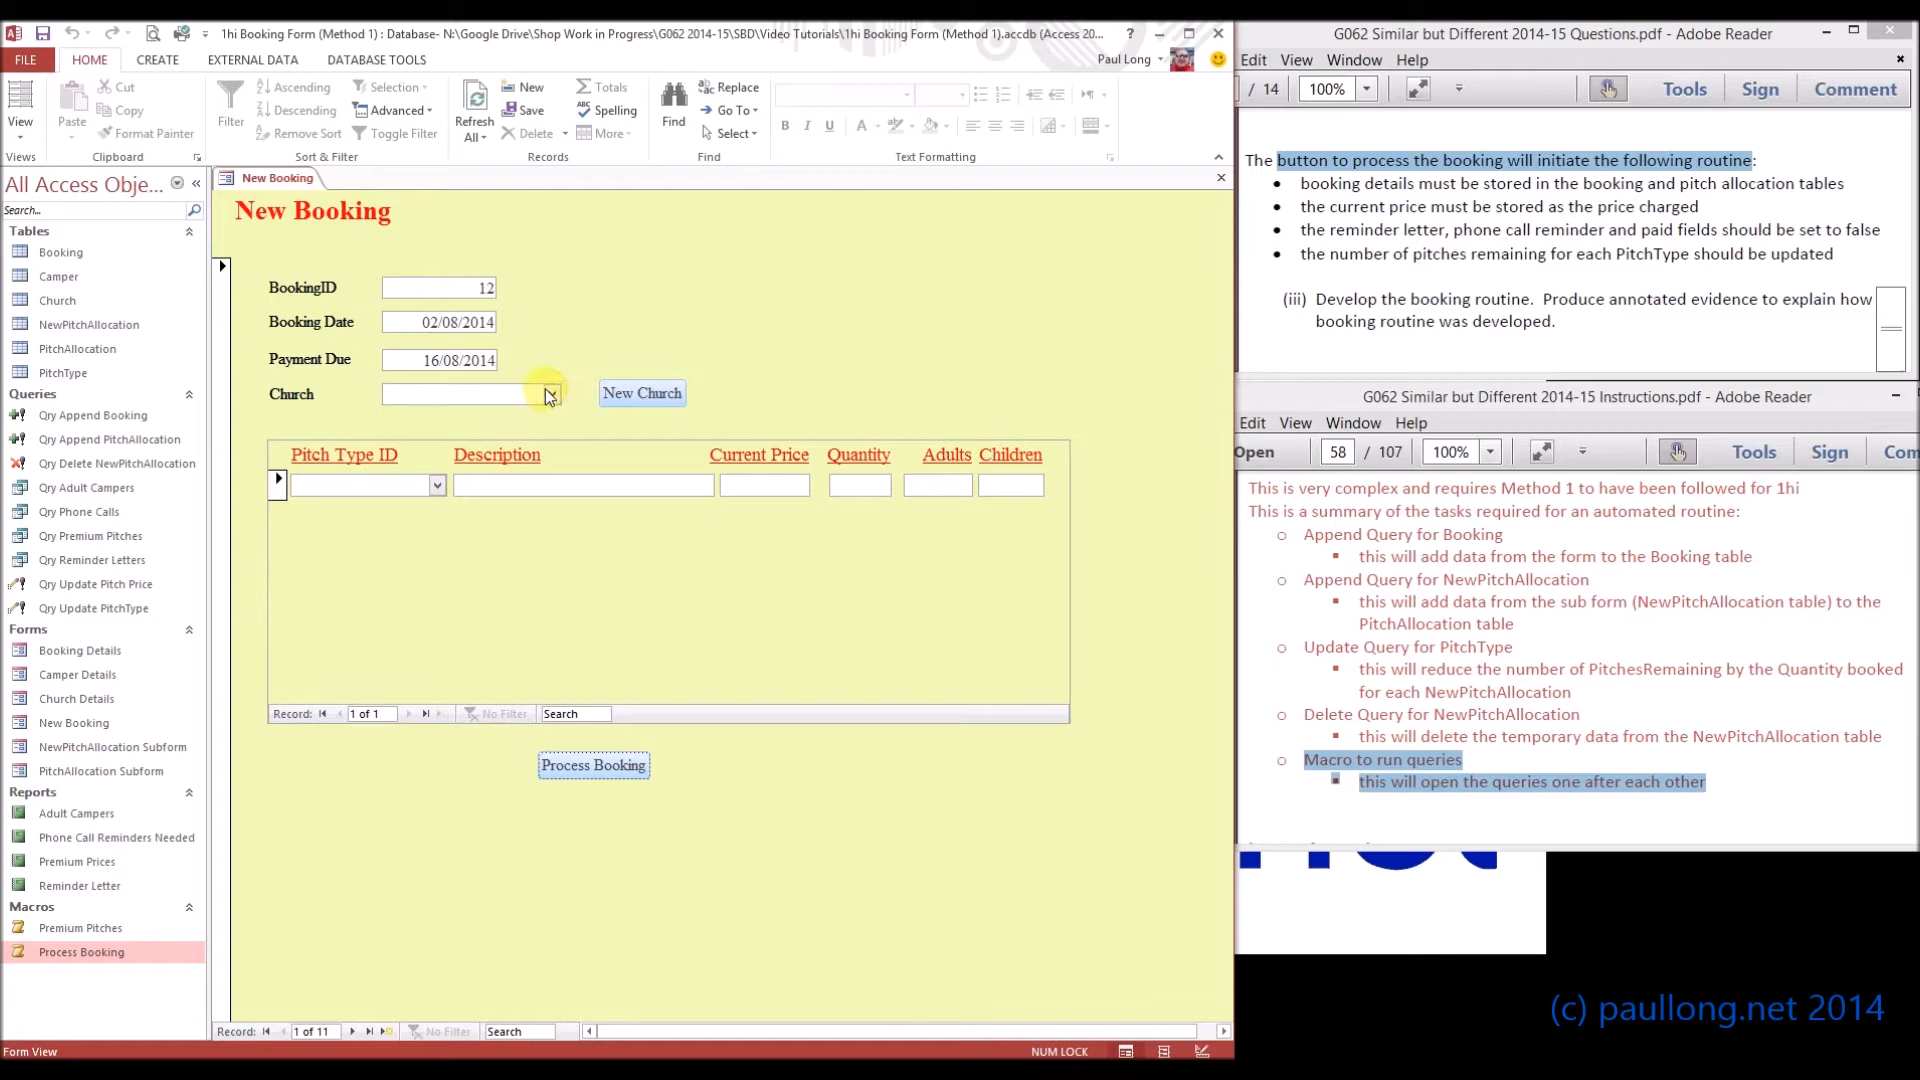 1hi Booking Form (Method 1) : Database- N:\Google Drive\Shop Work in Progress\G062 2014-15\SBD\Video Tutorials\1hi Booking Form (Method 1).accdb (Access 20...
FILE HOME CREATE EXTERNAL DATA DATABASE TOOLS Paul Long
View
Views
Paste
Cut
Copy
Format Painter
Clipboard
Filter
Ascending
Descending
Remove Sort
Selection
Advanced
Toggle Filter
Sort & Filter
Refresh
All
New
Save
Delete
Totals
Spelling
More
Records
Find
Replace
Go To
Select
Find
B I U A
Text Formatting
All Access Obje...
Search...
Tables
Booking
Camper
Church
NewPitchAllocation
PitchAllocation
PitchType
Queries
Qry Append Booking
Qry Append PitchAllocation
Qry Delete NewPitchAllocation
Qry Adult Campers
Qry Phone Calls
Qry Premium Pitches
Qry Reminder Letters
Qry Update Pitch Price
Qry Update PitchType
Forms
Booking Details
Camper Details
Church Details
New Booking
NewPitchAllocation Subform
PitchAllocation Subform
Reports
Adult Campers
Phone Call Reminders Needed
Premium Prices
Reminder Letter
Macros
Premium Pitches
Process Booking
New Booking
New Booking
BookingID 12
Booking Date 02/08/2014
Payment Due 16/08/2014
Church New Church
Pitch Type ID Description Current Price Quantity Adults Children
Record: 1 of 1 No Filter Search
Process Booking
Record: 1 of 11 No Filter Search
Form View NUM LOCK
G062 Similar but Different 2014-15 Questions.pdf - Adobe Reader
Edit View Window Help
/ 14 100% Tools Sign Comment
The button to process the booking will initiate the following routine:
• booking details must be stored in the booking and pitch allocation tables
• the current price must be stored as the price charged
• the reminder letter, phone call reminder and paid fields should be set to false
• the number of pitches remaining for each PitchType should be updated
(iii) Develop the booking routine. Produce annotated evidence to explain how
booking routine was developed.
G062 Similar but Different 2014-15 Instructions.pdf - Adobe Reader
Edit View Window Help
Open 58 / 107 100% Tools Sign Com
This is very complex and requires Method 1 to have been followed for 1hi
This is a summary of the tasks required for an automated routine:
○ Append Query for Booking
▪ this will add data from the form to the Booking table
○ Append Query for NewPitchAllocation
▪ this will add data from the sub form (NewPitchAllocation table) to the
PitchAllocation table
○ Update Query for PitchType
▪ this will reduce the number of PitchesRemaining by the Quantity booked
for each NewPitchAllocation
○ Delete Query for NewPitchAllocation
▪ this will delete the temporary data from the NewPitchAllocation table
○ Macro to run queries
▪ this will open the queries one after each other
(c) paullong.net 2014